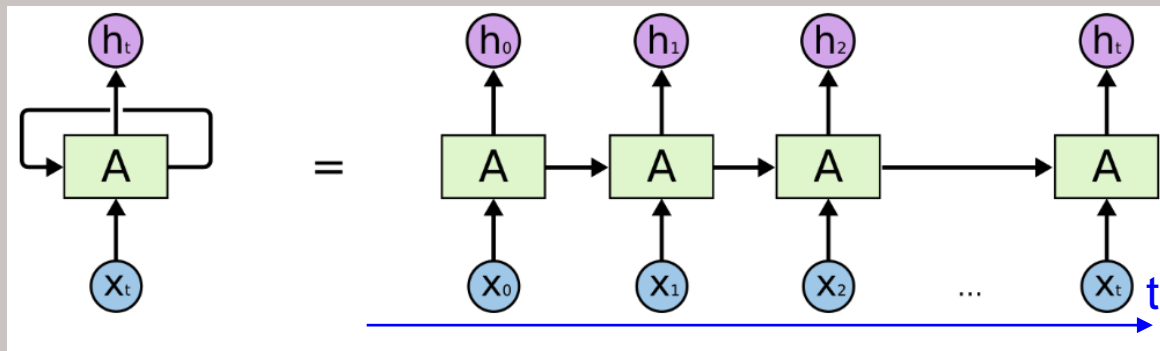 hₜ h₀ h₁ h₂ hₜ
A = A A A A
xₜ x₀ x₁ x₂ ... xₜ t